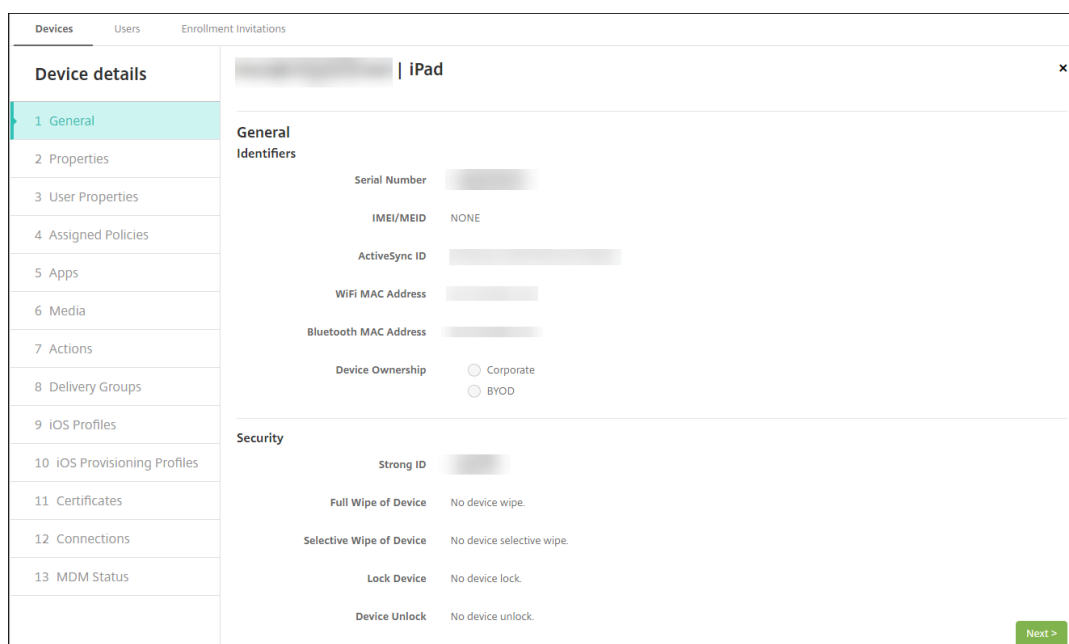 Devices Users Enrollment Invitations
Device details
1 General
2 Properties
3 User Properties
4 Assigned Policies
5 Apps
6 Media
7 Actions
8 Delivery Groups
9 iOS Profiles
10 iOS Provisioning Profiles
11 Certificates
12 Connections
13 MDM Status
| iPad
×
General
Identifiers
Serial Number
IMEI/MEID NONE
ActiveSync ID
WiFi MAC Address
Bluetooth MAC Address
Device Ownership Corporate
BYOD
Security
Strong ID
Full Wipe of Device No device wipe.
Selective Wipe of Device No device selective wipe.
Lock Device No device lock.
Device Unlock No device unlock.
Next >